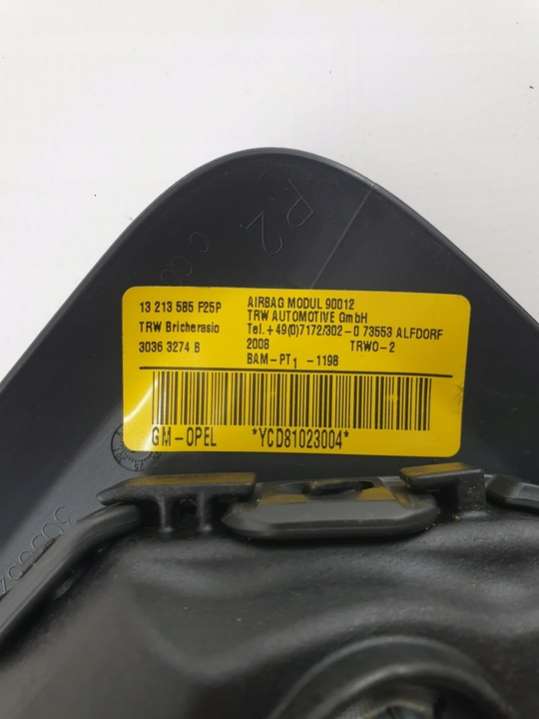 R2
13 213 585 F25P
TRW Bricherasio
3036 3274 B
AIRBAG MODUL 90012
TRW AUTOMOTIVE GmbH
Tel.+49(0)7172/302-0 73553 ALFDORF
2008 TRWO-2
BAM-PT1 -1198
GM-OPEL *YCD81023004*